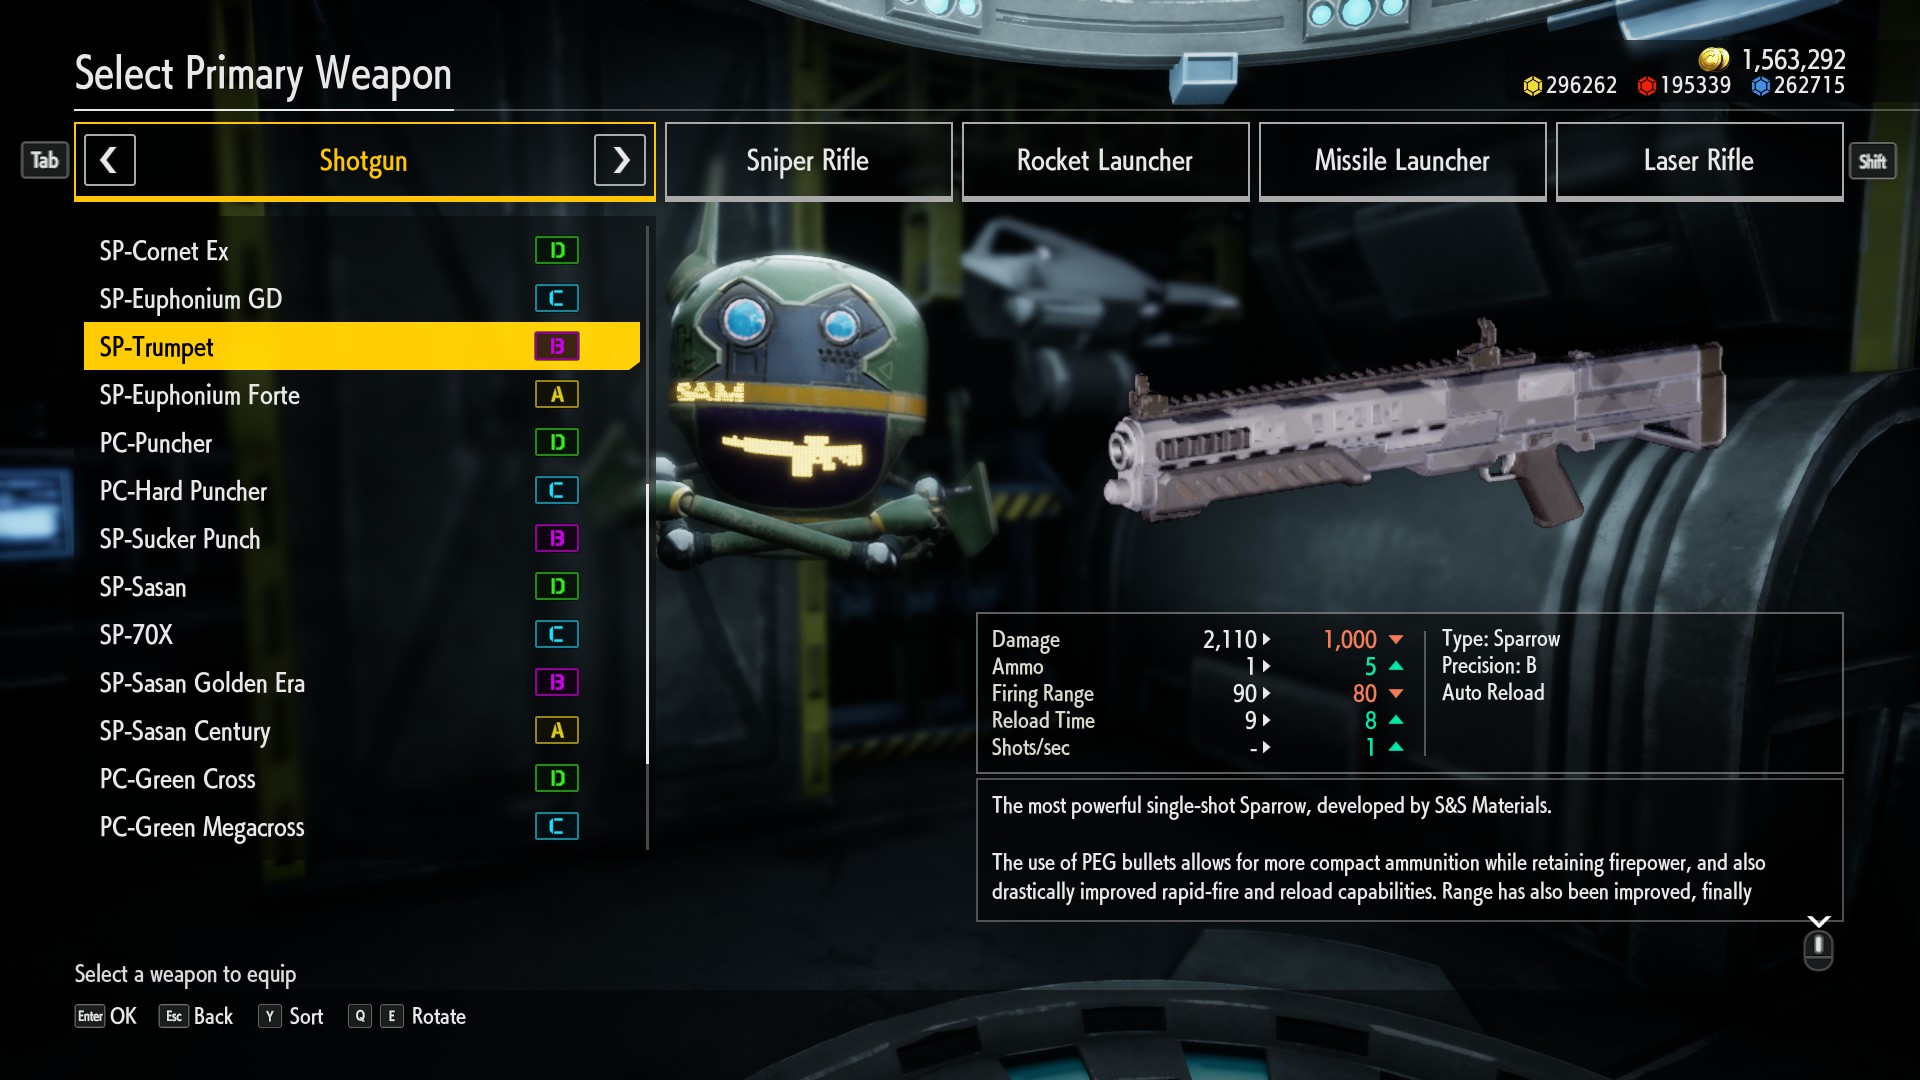 Select Primary Weapon
1,563,292
296262 195339 262715
Tab Shotgun Sniper Rifle Rocket Launcher Missile Launcher Laser Rifle Shift
SP-Cornet Ex D
SP-Euphonium GD C
SP-Trumpet B
SP-Euphonium Forte A
PC-Puncher D
PC-Hard Puncher C
SP-Sucker Punch B
SP-Sasan D
SP-70X C
SP-Sasan Golden Era B
SP-Sasan Century A
PC-Green Cross D
PC-Green Megacross C
SAM
Damage 2,110 1,000
Ammo 1 5
Firing Range 90 80
Reload Time 9 8
Shots/sec - 1
Type: Sparrow
Precision: B
Auto Reload
The most powerful single-shot Sparrow, developed by S&S Materials.
The use of PEG bullets allows for more compact ammunition while retaining firepower, and also
drastically improved rapid-fire and reload capabilities. Range has also been improved, finally
Select a weapon to equip
Enter OK Esc Back Y Sort Q E Rotate